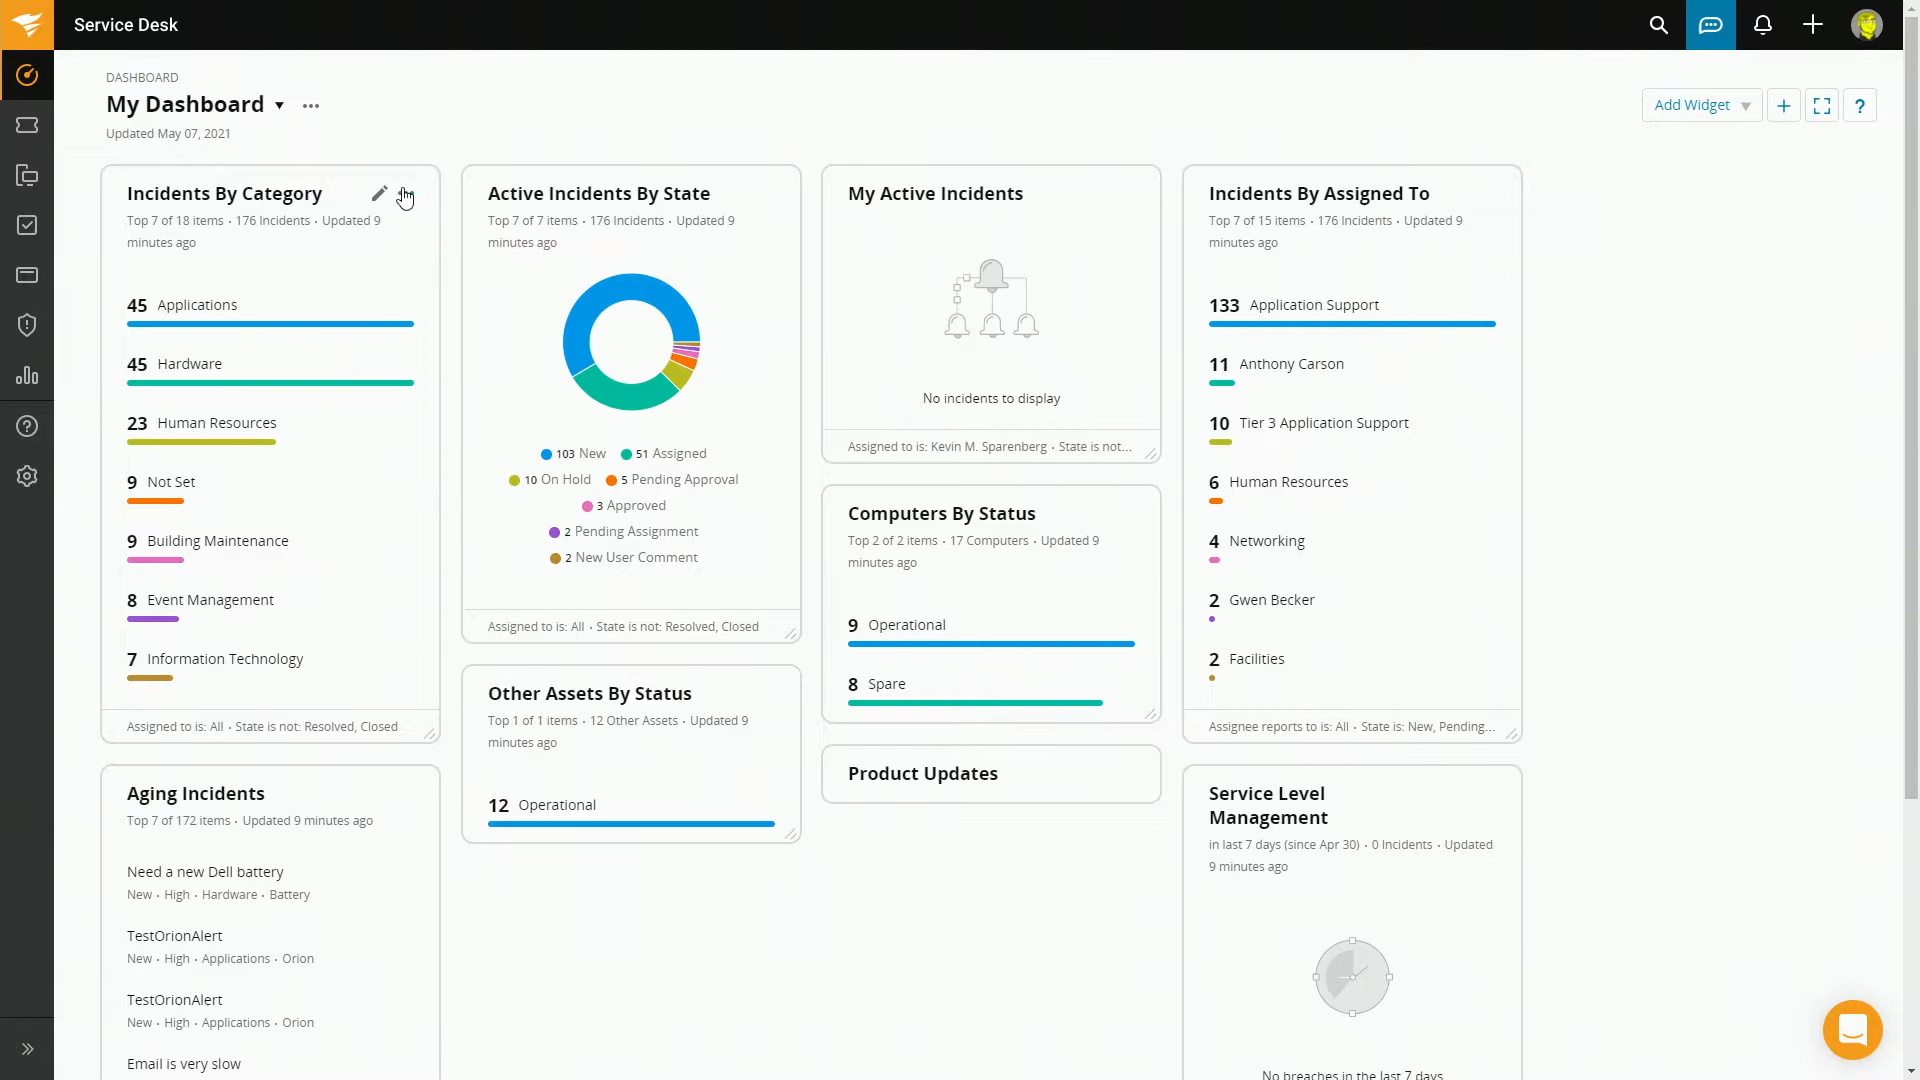 Service Desk
DASHBOARD
My Dashboard
Updated May 07, 2021
Add Widget
?
Incidents By Category
Top 7 of 18 items • 176 Incidents • Updated 9
minutes ago
45 Applications
45 Hardware
23 Human Resources
9 Not Set
9 Building Maintenance
8 Event Management
7 Information Technology
Assigned to is: All • State is not: Resolved, Closed
Aging Incidents
Top 7 of 172 items • Updated 9 minutes ago
Need a new Dell battery
New • High • Hardware • Battery
TestOrionAlert
New • High • Applications • Orion
TestOrionAlert
New • High • Applications • Orion
Email is very slow
Active Incidents By State
Top 7 of 7 items • 176 Incidents • Updated 9
minutes ago
103 New 51 Assigned
10 On Hold 5 Pending Approval
3 Approved
2 Pending Assignment
2 New User Comment
Assigned to is: All • State is not: Resolved, Closed
Other Assets By Status
Top 1 of 1 items • 12 Other Assets • Updated 9
minutes ago
12 Operational
My Active Incidents
No incidents to display
Assigned to is: Kevin M. Sparenberg • State is not...
Computers By Status
Top 2 of 2 items • 17 Computers • Updated 9
minutes ago
9 Operational
8 Spare
Product Updates
Incidents By Assigned To
Top 7 of 15 items • 176 Incidents • Updated 9
minutes ago
133 Application Support
11 Anthony Carson
10 Tier 3 Application Support
6 Human Resources
4 Networking
2 Gwen Becker
2 Facilities
Assignee reports to is: All • State is: New, Pending...
Service Level
Management
in last 7 days (since Apr 30) • 0 Incidents • Updated
9 minutes ago
No breaches in the last 7 days